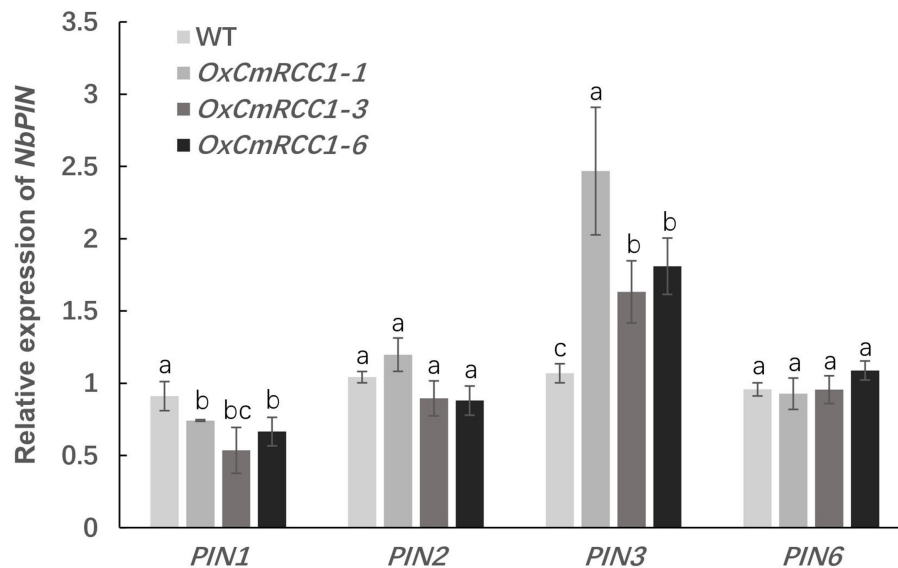 Relative expression of NbPIN
3.5
3
2.5
2
1.5
1
0.5
0
WT
OxCmRCC1-1
OxCmRCC1-3
OxCmRCC1-6
a
b
bc
b
a
a
a
a
c
a
b
b
a
a
a
a
PIN1
PIN2
PIN3
PIN6